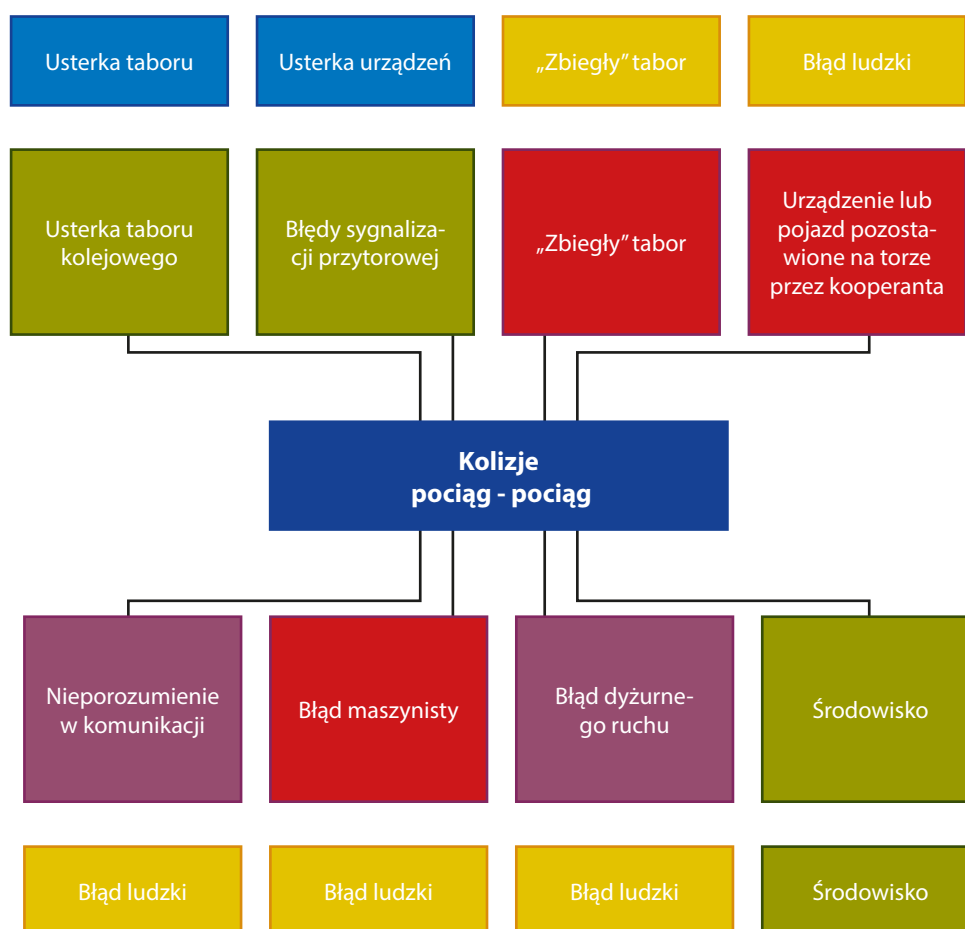 Usterka taboru
Usterka urządzeń
„Zbiegły” tabor
Błąd ludzki
Usterka taboru
kolejowego
Błędy sygnaliza-
cji przytorowej
„Zbiegły” tabor
Urządzenie lub
pojazd pozosta-
wione na torze
przez kooperanta
Kolizje
pociąg - pociąg
Nieporozumienie
w komunikacji
Błąd maszynisty
Błąd dyżurne-
go ruchu
Środowisko
Błąd ludzki
Błąd ludzki
Błąd ludzki
Środowisko